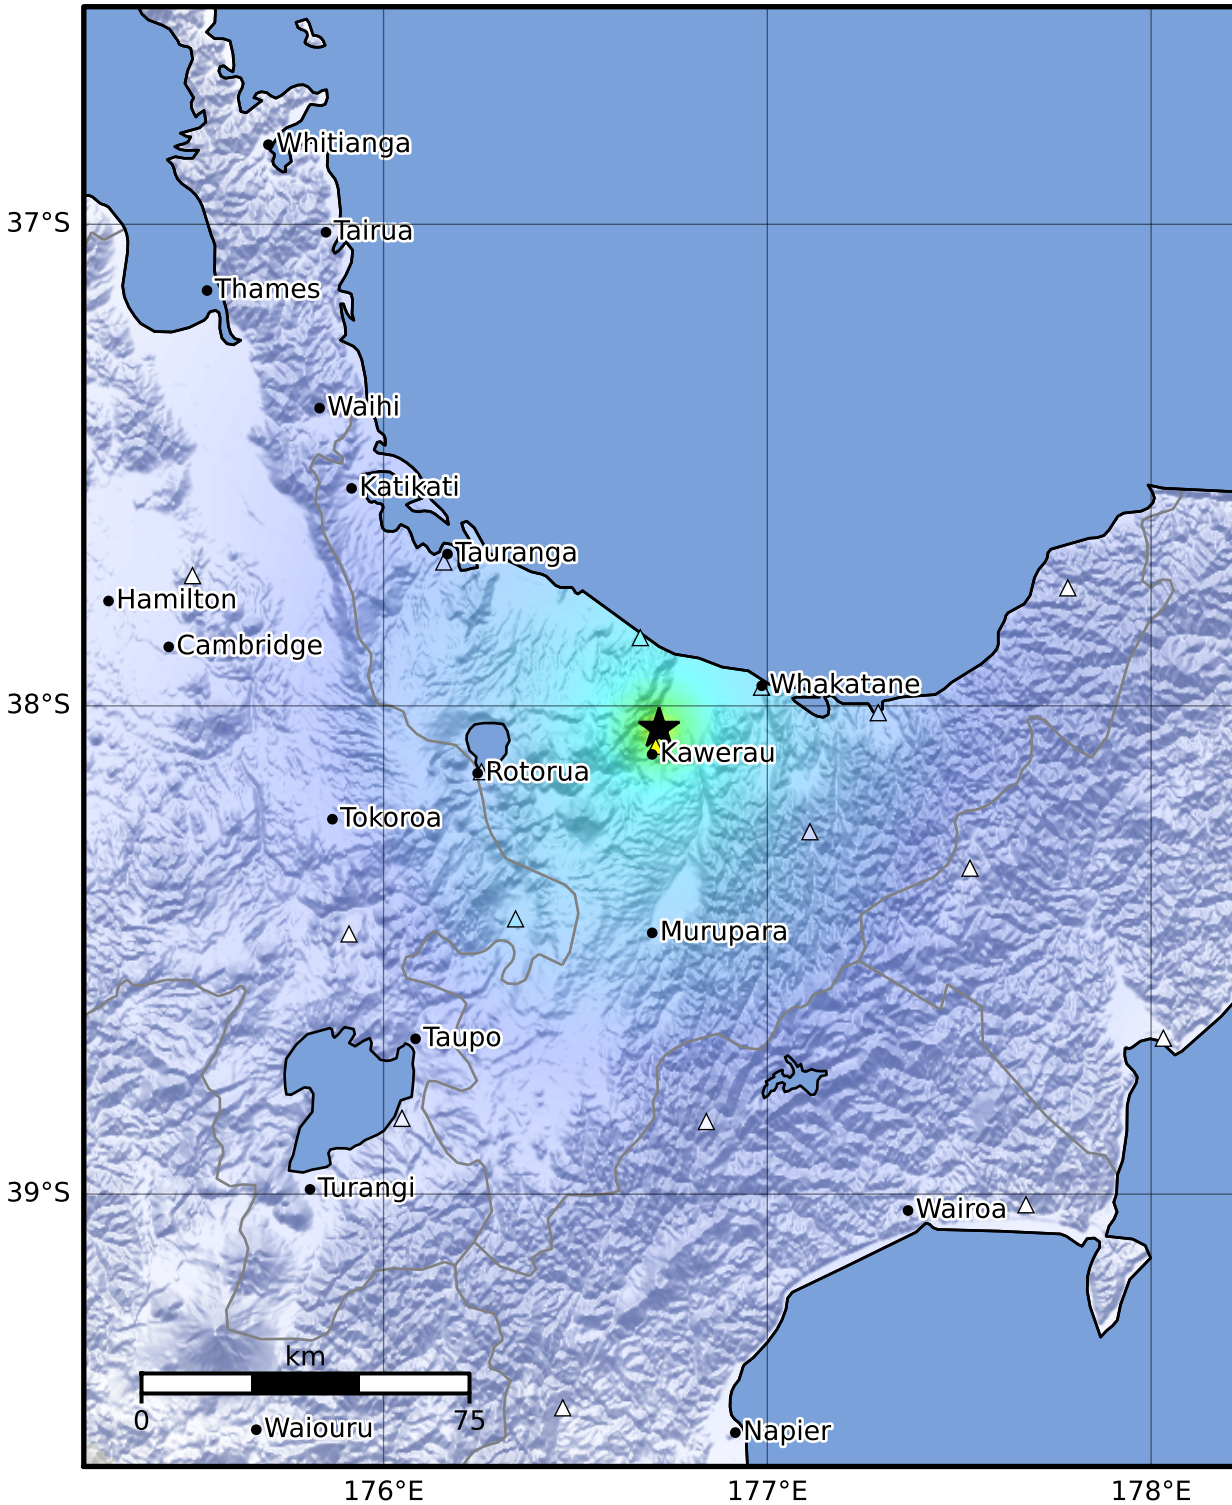 Whitianga
37°S
Tairua
Thames
Waihi
Katikati
Tauranga
Hamilton
Cambridge
Whakatane
38°S
Kawerau
Rotorua
Tokoroa
Murupara
Taupo
Turangi
39°S
Wairoa
km
0
75
Waiouru
Napier
176°E
177°E
178°E